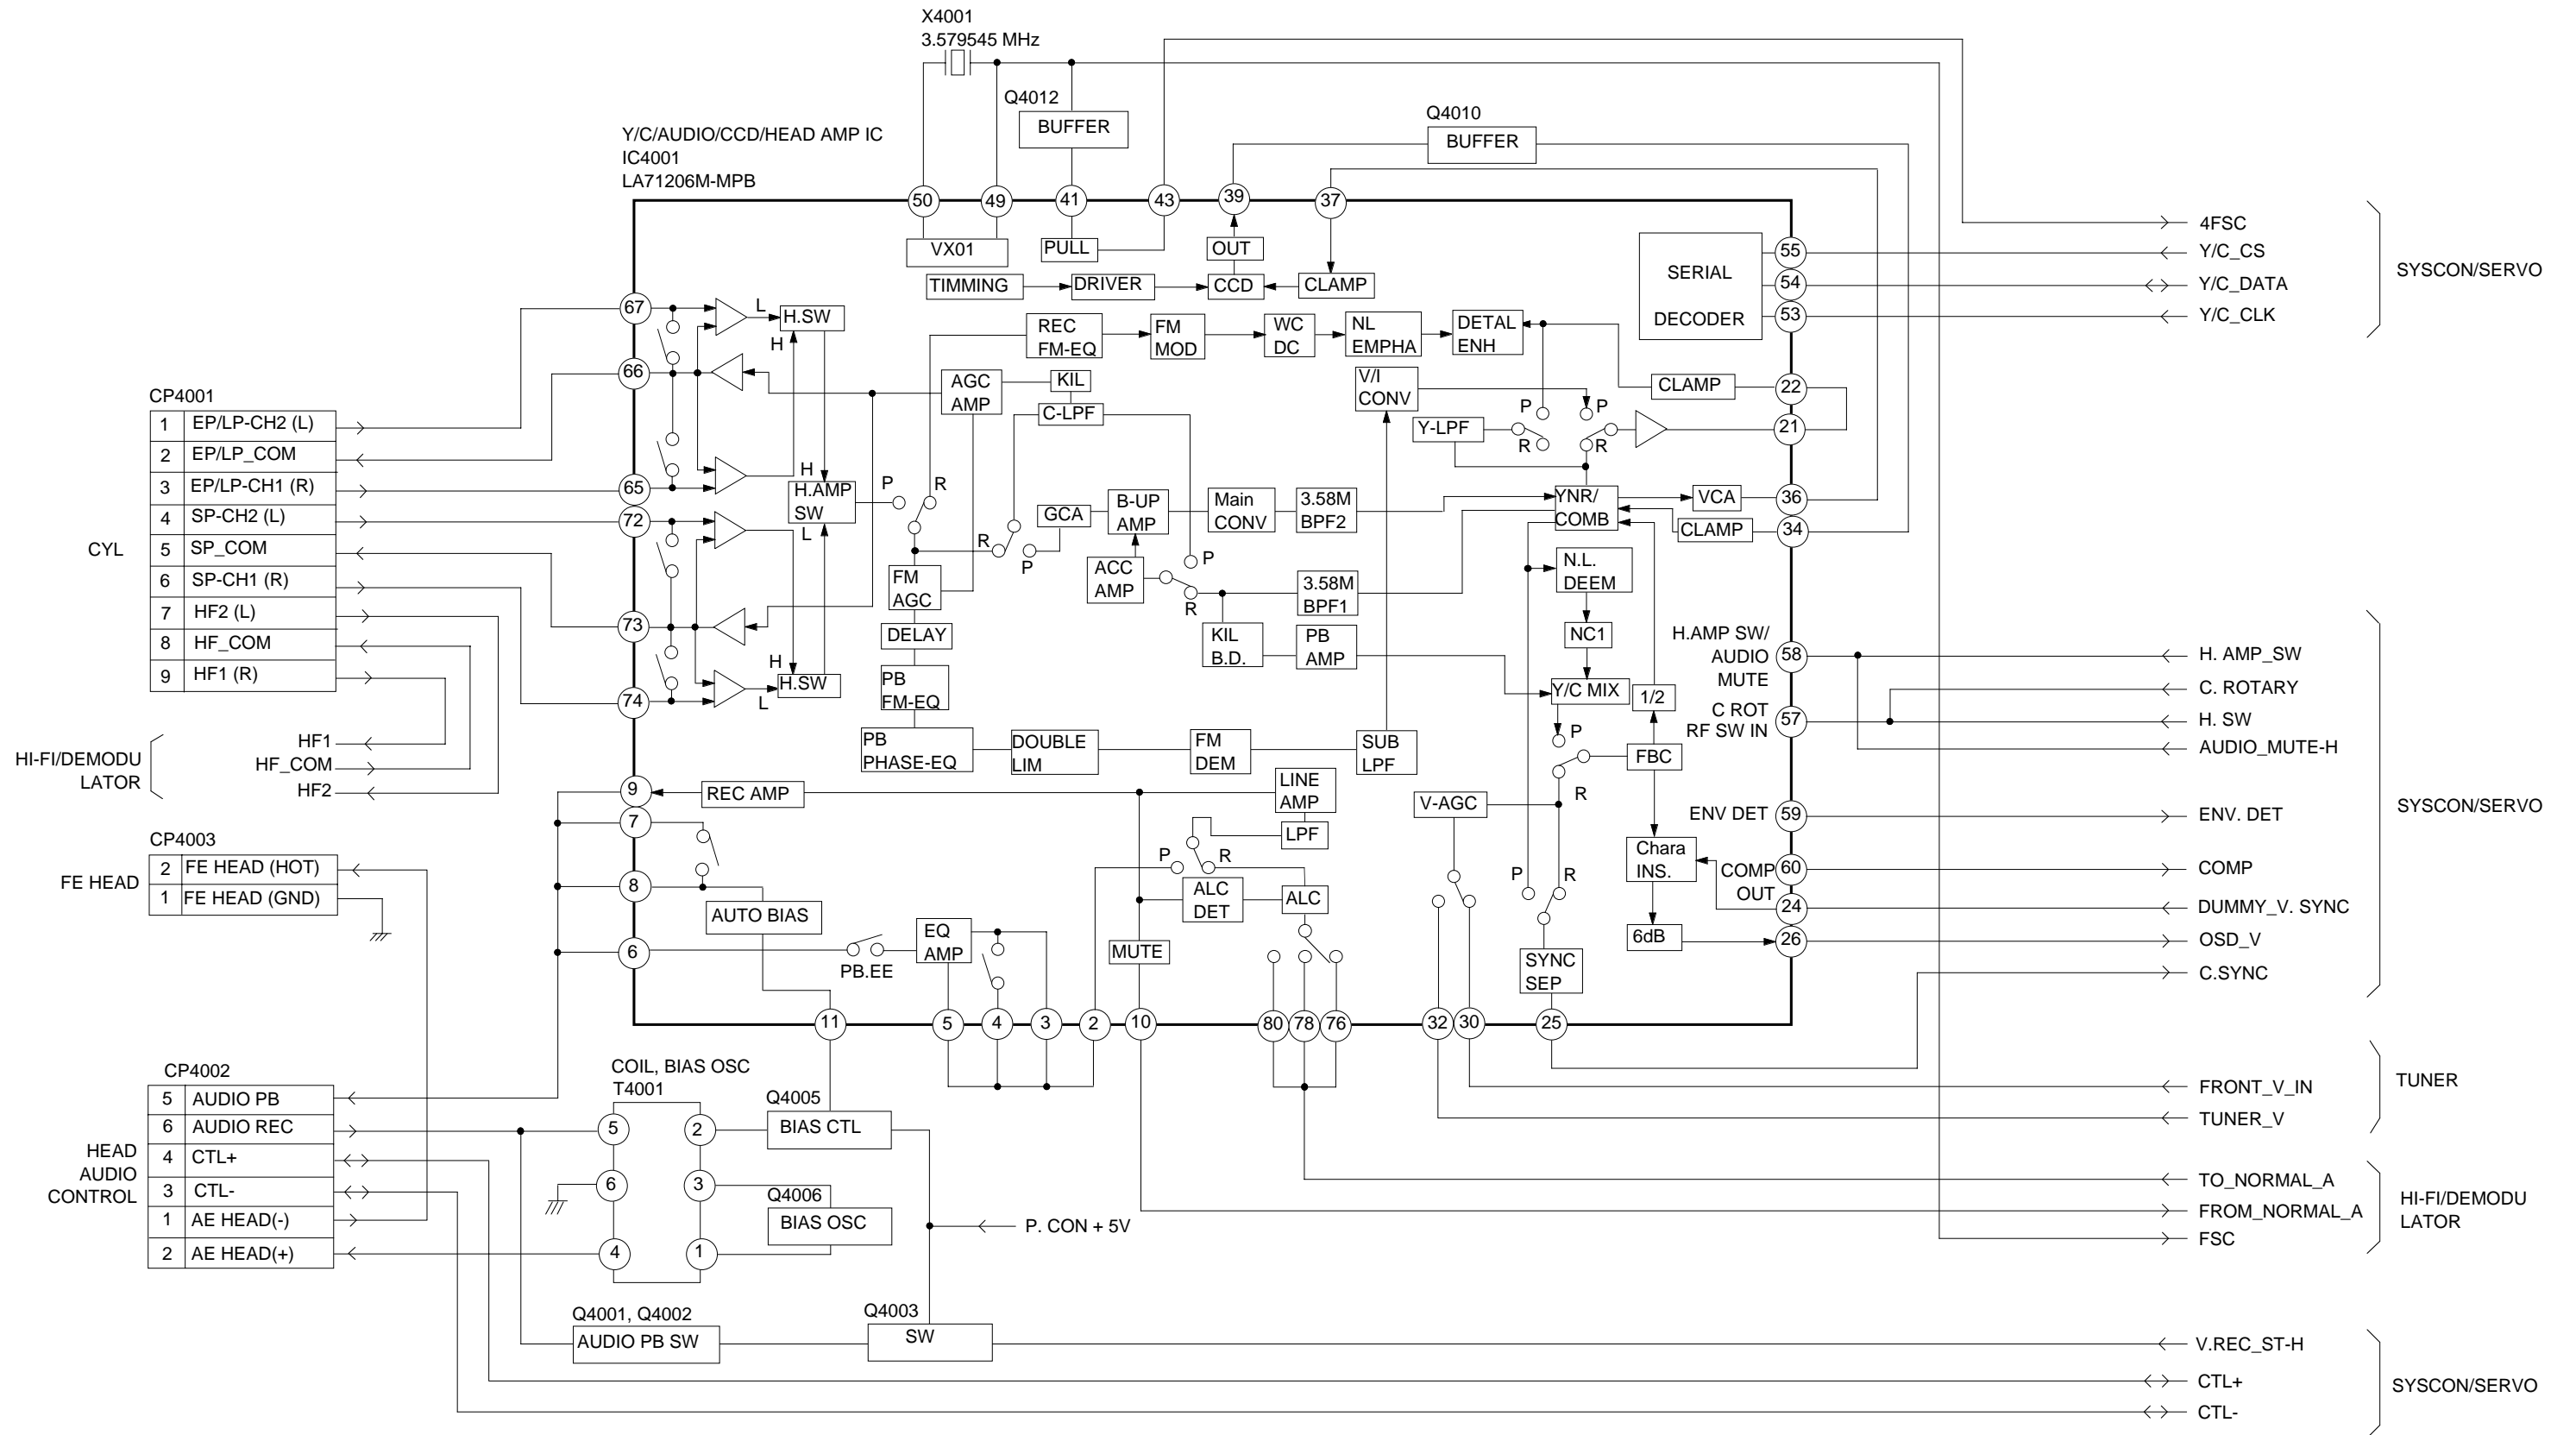 X4001
3.579545 MHz
Q4012
BUFFER
Q4010
BUFFER
Y/C/AUDIO/CCD/HEAD AMP IC
IC4001
LA71206M-MPB
50
49
41
43
39
37
VX01
PULL
OUT
TIMMING
DRIVER
CCD
CLAMP
SERIAL
DECODER
55
54
53
4FSC
Y/C_CS
Y/C_DATA
Y/C_CLK
SYSCON/SERVO
67
L
H.SW
H
66
REC
FM-EQ
FM
MOD
WC
DC
NL
EMPHA
DETAL
ENH
AGC
AMP
KIL
C-LPF
V/I
CONV
CLAMP
22
P
P
Y-LPF
R
R
21
CP4001
1 EP/LP-CH2 (L)
2 EP/LP_COM
3 EP/LP-CH1 (R)
4 SP-CH2 (L)
5 SP_COM
6 SP-CH1 (R)
7 HF2 (L)
8 HF_COM
9 HF1 (R)
CYL
65
72
H
H.AMP
SW
L
P
R
R
P
GCA
B-UP
AMP
Main
CONV
3.58M
BPF2
YNR/
COMB
VCA
36
CLAMP
34
FM
AGC
ACC
AMP
P
R
3.58M
BPF1
N.L.
DEEM
73
DELAY
KIL
B.D.
PB
AMP
NC1
H.AMP SW/
AUDIO
MUTE
58
H. AMP_SW
H
H.SW
L
74
PB
FM-EQ
Y/C MIX
1/2
C ROT
RF SW IN
57
C. ROTARY
H. SW
AUDIO_MUTE-H
HI-FI/DEMODU
LATOR
HF1
HF_COM
HF2
PB
PHASE-EQ
DOUBLE
LIM
FM
DEM
SUB
LPF
P
R
FBC
9
REC AMP
LINE
AMP
V-AGC
7
LPF
ENV DET
59
ENV. DET
SYSCON/SERVO
CP4003
2 FE HEAD (HOT)
1 FE HEAD (GND)
FE HEAD
8
AUTO BIAS
P
R
ALC
DET
ALC
P
R
Chara
INS.
COMP
OUT
60
24
COMP
DUMMY_V. SYNC
6
PB.EE
EQ
AMP
MUTE
SYNC
SEP
6dB
26
OSD_V
C.SYNC
11
5
4
3
2
10
80
78
76
32
30
25
CP4002
5 AUDIO PB
6 AUDIO REC
4 CTL+
3 CTL-
1 AE HEAD(-)
2 AE HEAD(+)
HEAD
AUDIO
CONTROL
COIL, BIAS OSC
T4001
5
2
6
3
4
1
Q4005
BIAS CTL
Q4006
BIAS OSC
P. CON + 5V
FRONT_V_IN
TUNER_V
TUNER
TO_NORMAL_A
FROM_NORMAL_A
FSC
HI-FI/DEMODU
LATOR
Q4001, Q4002
AUDIO PB SW
Q4003
SW
V.REC_ST-H
CTL+
CTL-
SYSCON/SERVO